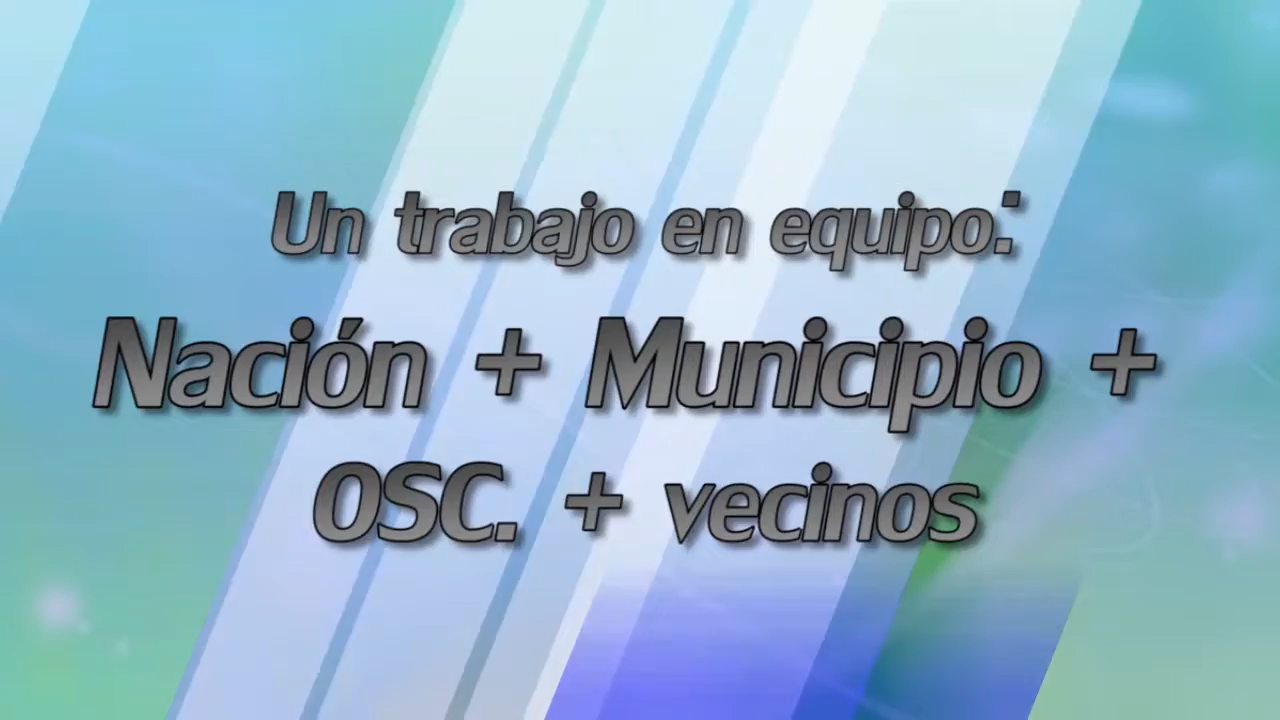 Un trabajo en equipo:
Nación + Municipio +
OSC. + vecinos